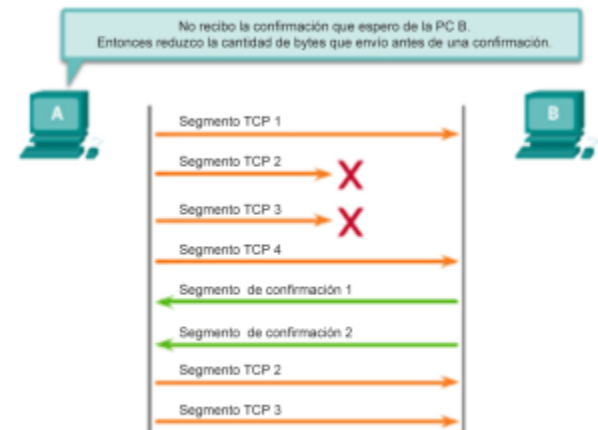 No recibo la confirmación que espero de la PC B.
Entonces reduzco la cantidad de bytes que envío antes de una confirmación.
A
B
Segmento TCP 1
Segmento TCP 2
X
Segmento TCP 3
X
Segmento TCP 4
Segmento de confirmación 1
Segmento de confirmación 2
Segmento TCP 2
Segmento TCP 3